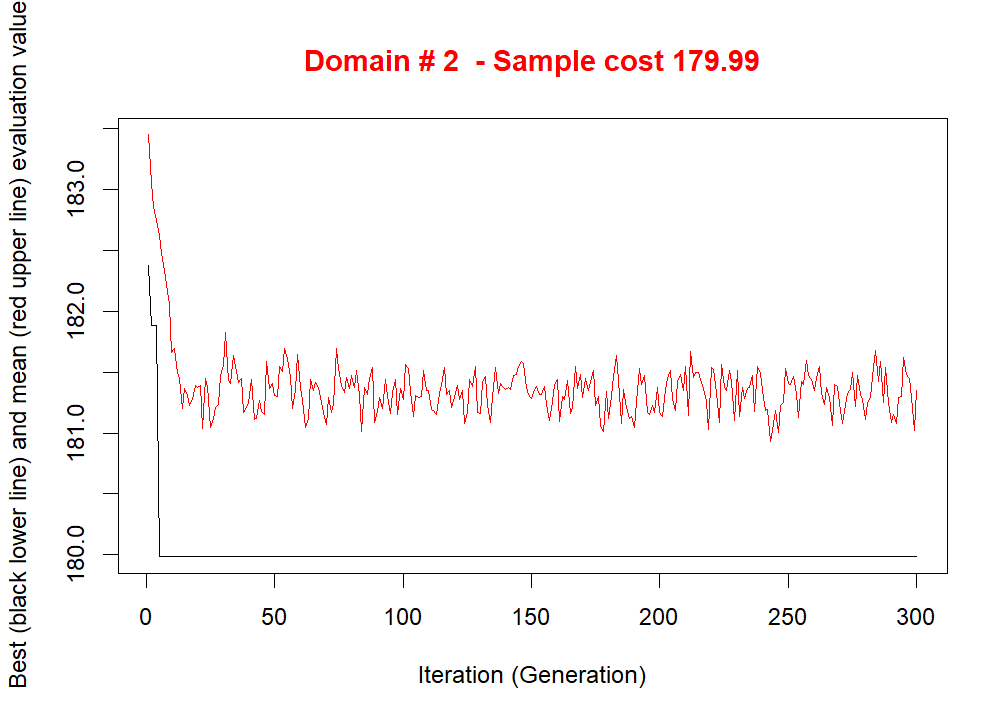 Domain # 2  - Sample cost 179.99
Best (black lower line) and mean (red upper line) evaluation value
183.0
182.0
181.0
180.0
0 50 100 150 200 250 300
Iteration (Generation)